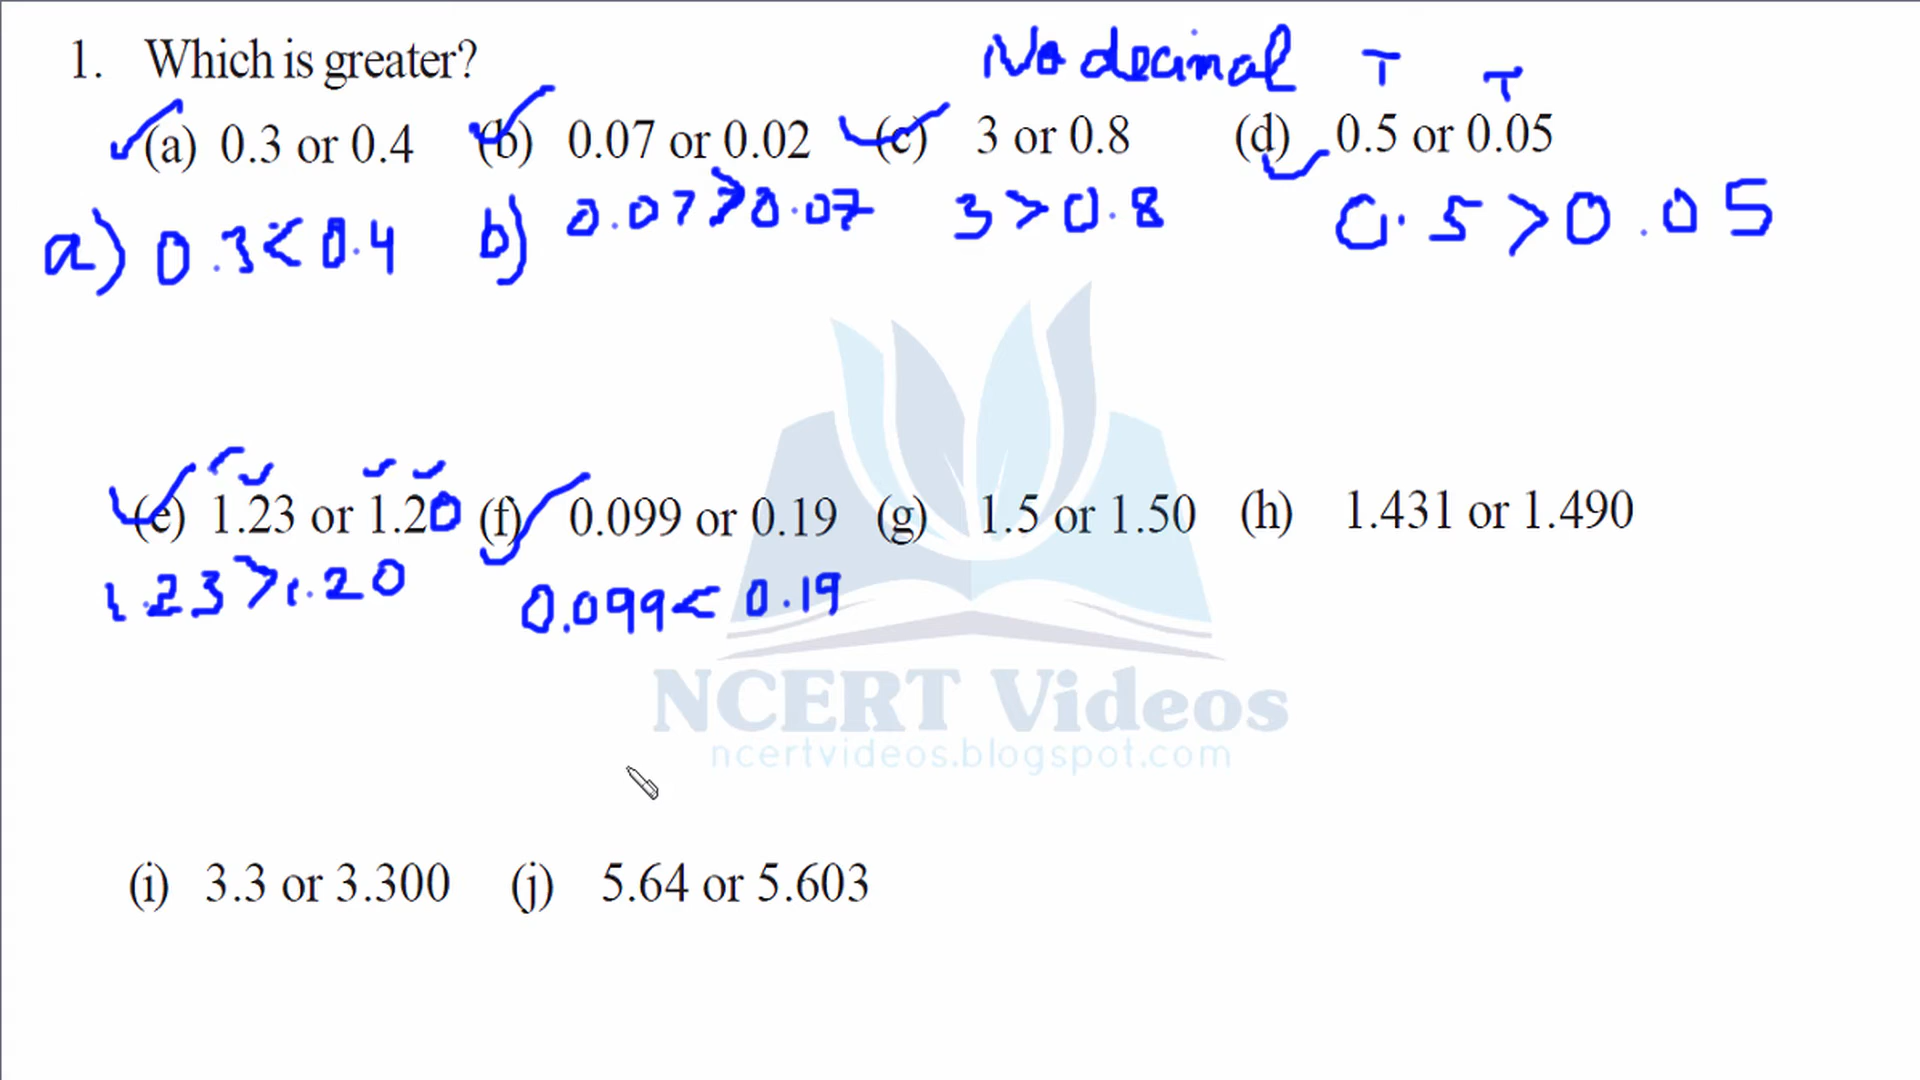 1. Which is greater?
No decimal T T
(a) 0.3 or 0.4 (b) 0.07 or 0.02 (c) 3 or 0.8 (d) 0.5 or 0.05
a) 0.3 < 0.4 b) 0.07 > 0.07 3 > 0.8 0.5 > 0.05
(e) 1.23 or 1.20 (f) 0.099 or 0.19 (g) 1.5 or 1.50 (h) 1.431 or 1.490
1.23 > 1.20 0.099 < 0.19
NCERT Videos
ncertvideos.blogspot.com
(i) 3.3 or 3.300 (j) 5.64 or 5.603